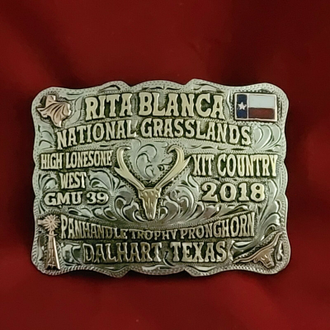 RITA BLANCA
NATIONAL GRASSLANDS
HIGH LONESOME XIT COUNTRY
WEST
GMU 39 2018
PANHANDLE TROPHY PRONGHORN
DALHART, TEXAS